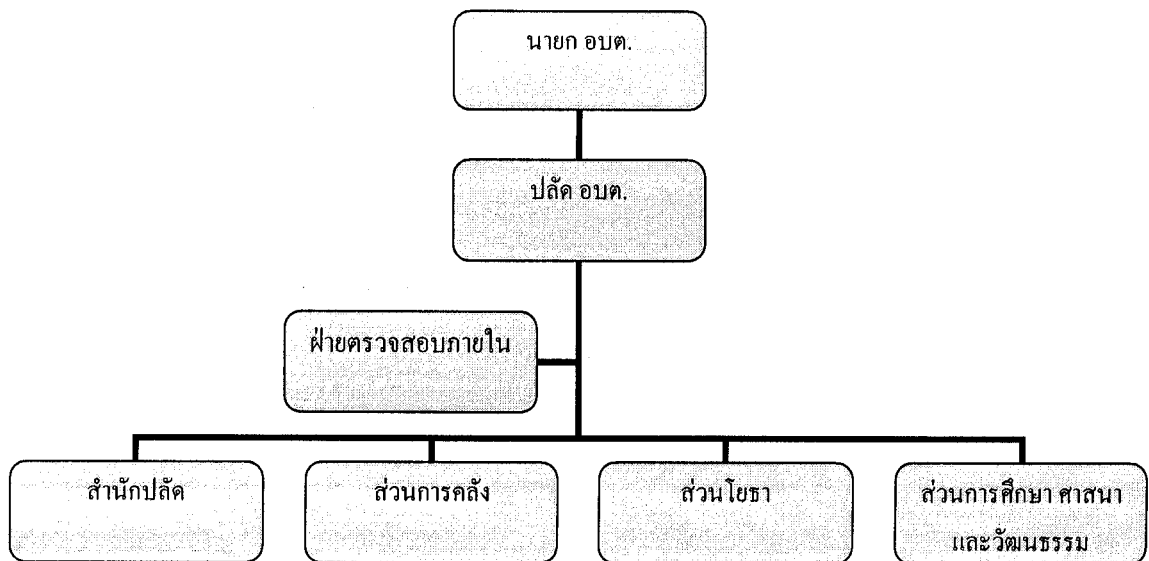 นายก อบต.
ปลัด อบต.
ฝ่ายตรวจสอบภายใน
สำนักปลัด
ส่วนการคลัง
ส่วนโยธา
ส่วนการศึกษา ศาสนา
และวัฒนธรรม